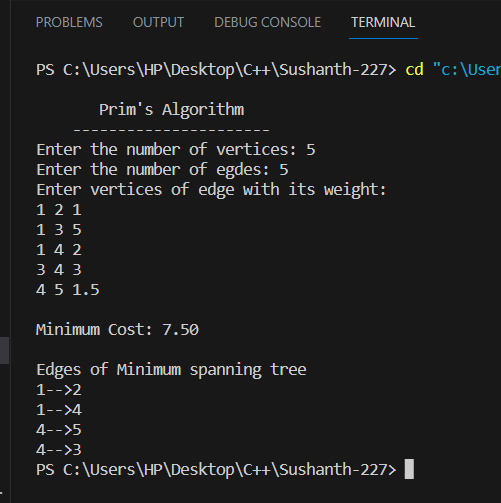 PROBLEMS OUTPUT DEBUG CONSOLE TERMINAL
PS C:\Users\HP\Desktop\C++\Sushanth-227> cd "c:\User
Prim's Algorithm
----------------------
Enter the number of vertices: 5
Enter the number of egdes: 5
Enter vertices of edge with its weight:
1 2 1
1 3 5
1 4 2
3 4 3
4 5 1.5
Minimum Cost: 7.50
Edges of Minimum spanning tree
1-->2
1-->4
4-->5
4-->3
PS C:\Users\HP\Desktop\C++\Sushanth-227>